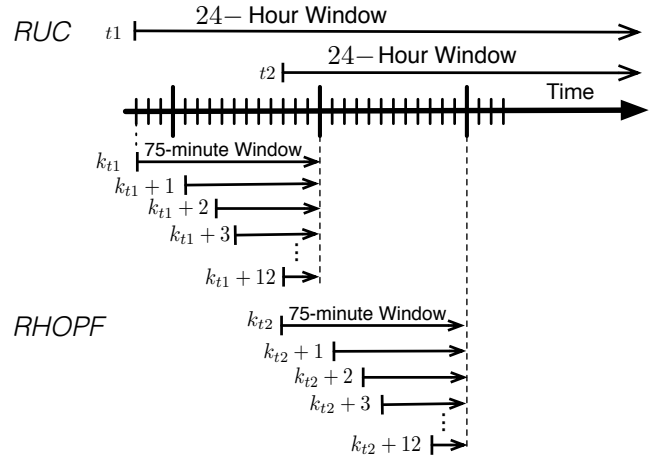 RUC
t1
24– Hour Window
t2
24– Hour Window
Time
k_{t1}
75-minute Window
k_{t1} + 1
k_{t1} + 2
k_{t1} + 3
⋮
k_{t1} + 12
RHOPF
k_{t2}
75-minute Window
k_{t2} + 1
k_{t2} + 2
k_{t2} + 3
⋮
k_{t2} + 12